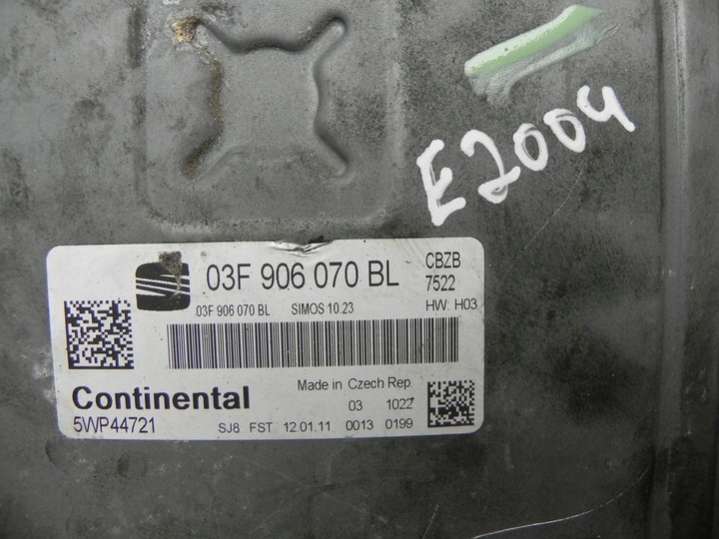 E2004
03F 906 070 BL
CBZB
7522
03F 906 070 BL SIMOS 10.23
HW: H03
Continental
Made in Czech Rep.
03 1022
5WP44721
SJ8 FST 12.01.11 0013 0199